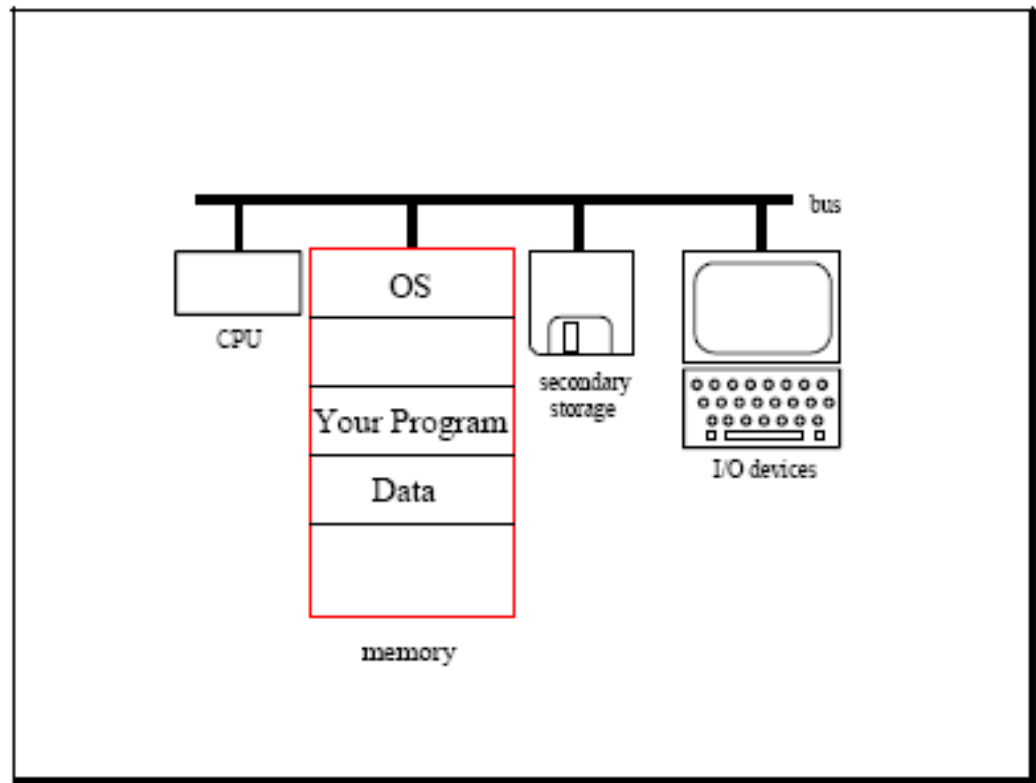 bus
OS
CPU
Your Program
Data
memory
secondary
storage
I/O devices